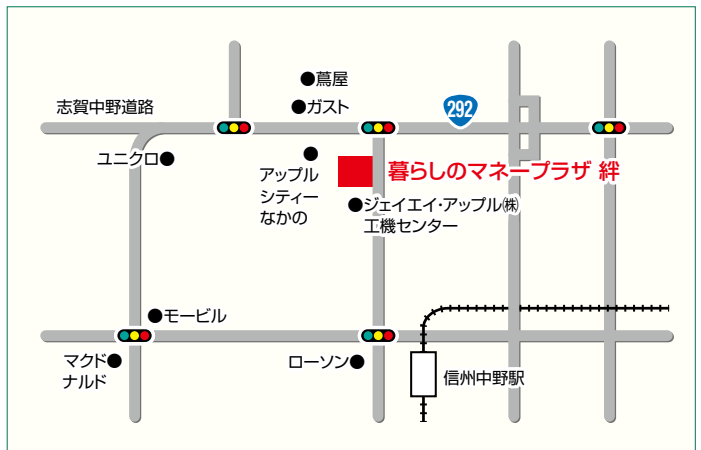 ●蔦屋
志賀中野道路
●ガスト
292
ユニクロ●
●
アップル
シティー
なかの
暮らしのマネープラザ 絆
●ジェイエイ・アップル㈱
工機センター
●モービル
マクド●
ナルド
ローソン●
信州中野駅